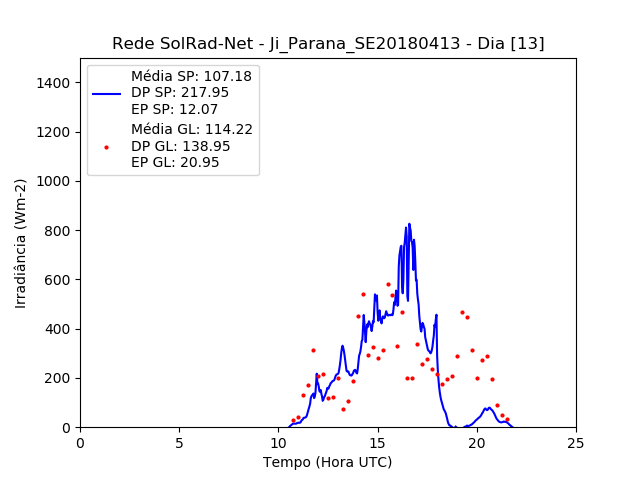 Rede SolRad-Net - Ji_Parana_SE20180413 - Dia [13]
Média SP: 107.18
DP SP: 217.95
EP SP: 12.07
Média GL: 114.22
DP GL: 138.95
EP GL: 20.95
1400
1200
1000
800
600
400
200
0
Irradiância (Wm-2)
0 5 10 15 20 25
Tempo (Hora UTC)